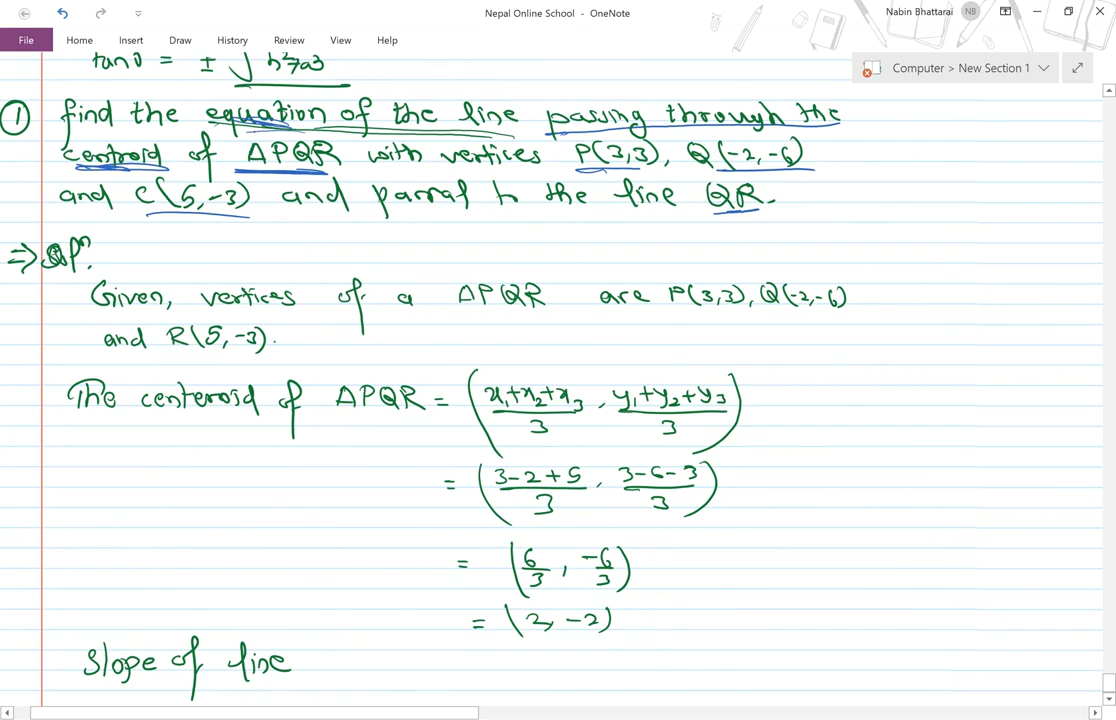 Nepal Online School - OneNote
Nabin Bhattarai NB
File Home Insert Draw History Review View Help
Computer > New Section 1
tanθ = ±
① find the equation of the line passing through the
centroid of ΔPQR with vertices P(3,3), Q(-2,-6)
and C(5,-3) and parral to the line QR.
⇒ Solⁿ:
Given, vertices of a ΔPQR are P(3,3), Q(-2,-6)
and R(5,-3).
The centeroid of ΔPQR = ((x₁+x₂+x₃)/3, (y₁+y₂+y₃)/3)
= ((3-2+5)/3, (3-6-3)/3)
= (6/3, -6/3)
= (2, -2)
Slope of line